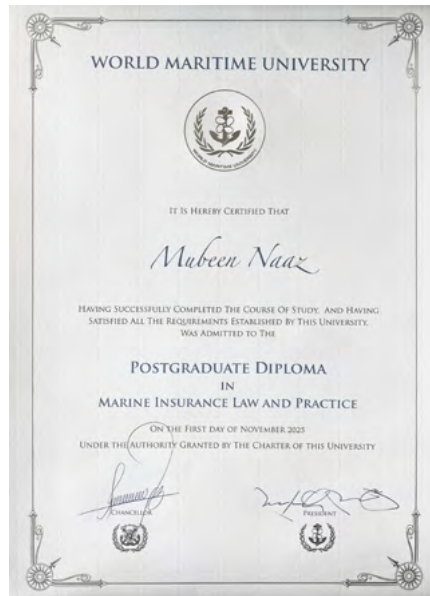 WORLD MARITIME UNIVERSITY
WORLD MARITIME UNIVERSITY
IT IS HEREBY CERTIFIED THAT
Mubeen Naaz
HAVING SUCCESSFULLY COMPLETED THE COURSE OF STUDY, AND HAVING
SATISFIED ALL THE REQUIREMENTS ESTABLISHED BY THIS UNIVERSITY,
WAS ADMITTED TO THE
POSTGRADUATE DIPLOMA
IN
MARINE INSURANCE LAW AND PRACTICE
ON THE FIRST DAY OF NOVEMBER 2025
UNDER THE AUTHORITY GRANTED BY THE CHARTER OF THIS UNIVERSITY
CHANCELLOR
PRESIDENT